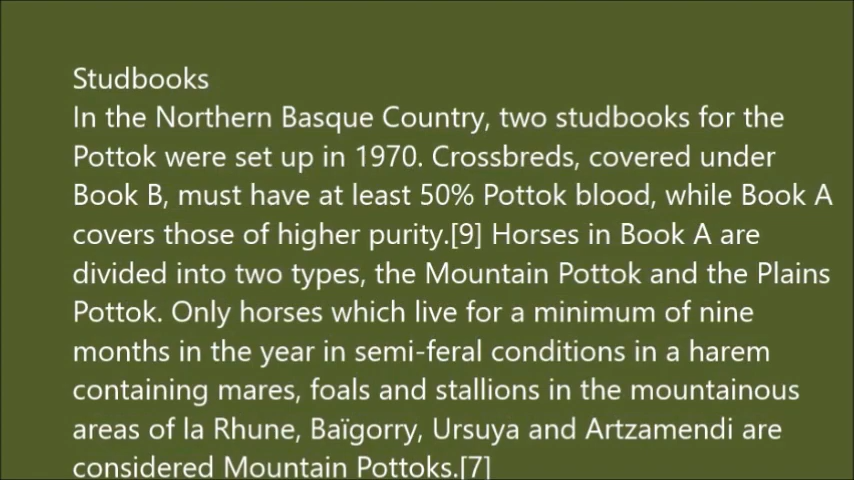 Studbooks
In the Northern Basque Country, two studbooks for the
Pottok were set up in 1970. Crossbreds, covered under
Book B, must have at least 50% Pottok blood, while Book A
covers those of higher purity.[9] Horses in Book A are
divided into two types, the Mountain Pottok and the Plains
Pottok. Only horses which live for a minimum of nine
months in the year in semi-feral conditions in a harem
containing mares, foals and stallions in the mountainous
areas of la Rhune, Baïgorry, Ursuya and Artzamendi are
considered Mountain Pottoks.[7]